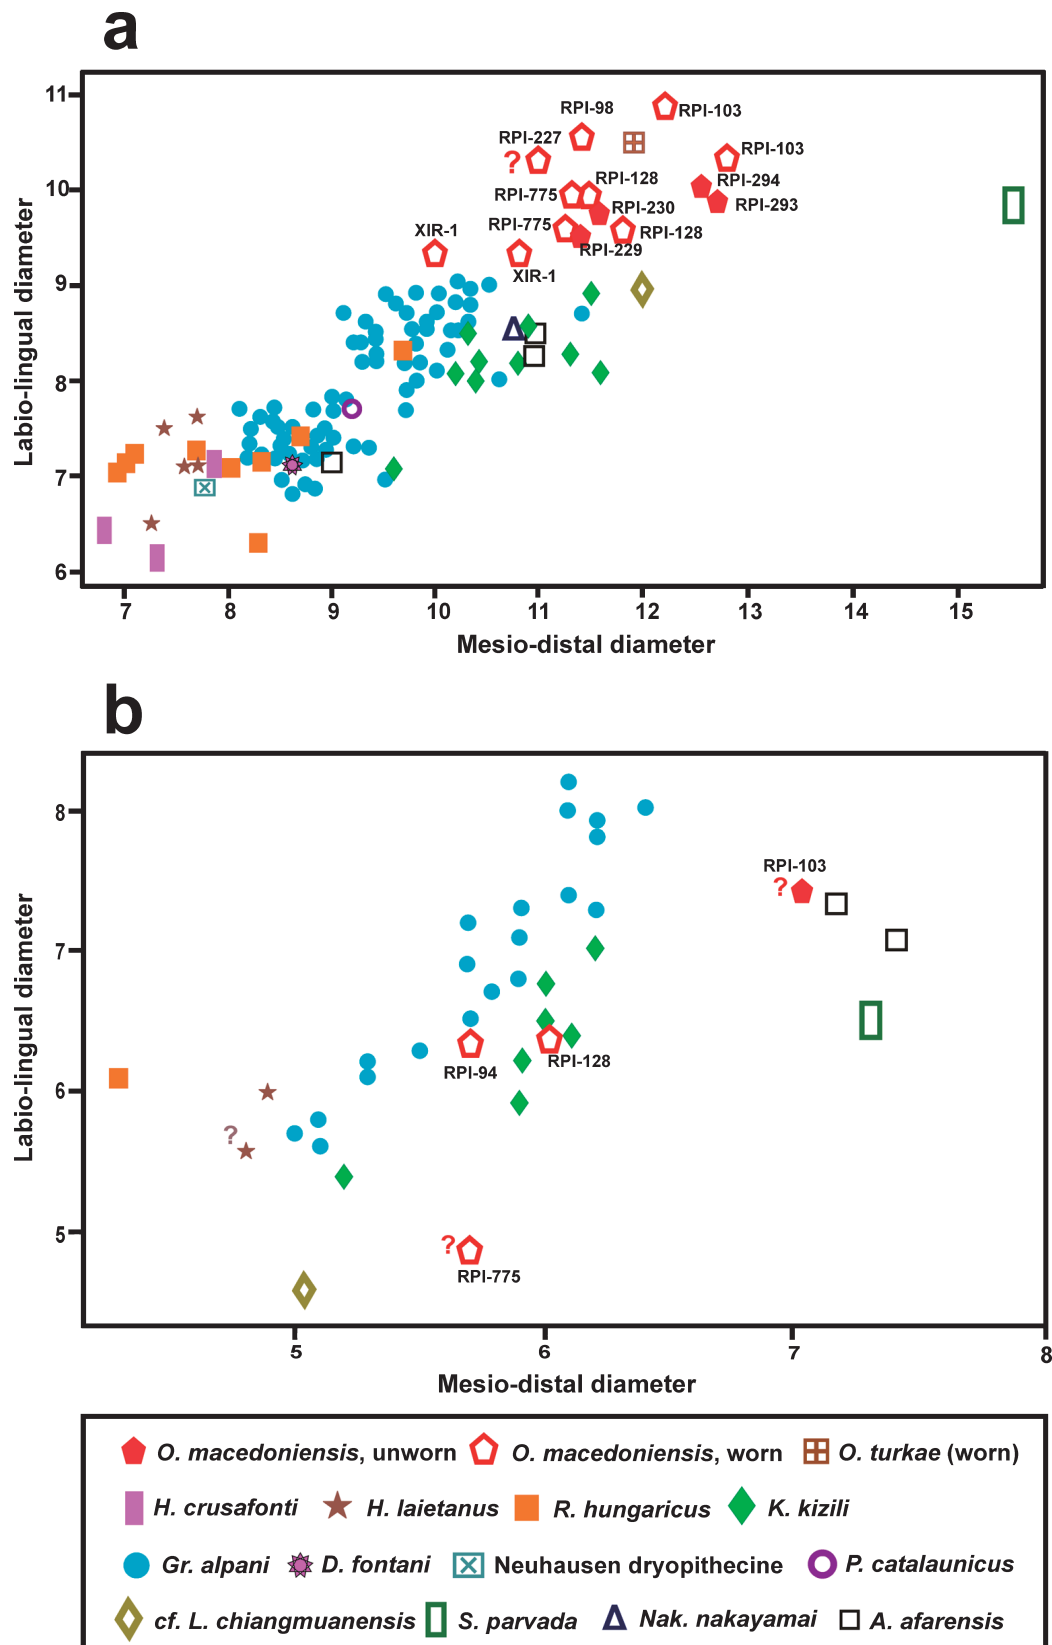 a
11
10
9
8
7
6
Labio-lingual diameter
RPI-98
RPI-103
RPI-227
?
RPI-103
RPI-128
RPI-294
RPI-775
RPI-230
RPI-293
RPI-775
RPI-128
XIR-1
RPI-229
XIR-1
7 8 9 10 11 12 13 14 15
Mesio-distal diameter
b
8
7
6
5
Labio-lingual diameter
RPI-103
?
RPI-94
RPI-128
?
?
RPI-775
5 6 7 8
Mesio-distal diameter
O. macedoniensis, unworn O. macedoniensis, worn O. turkae (worn)
H. crusafonti H. laietanus R. hungaricus K. kizili
Gr. alpani D. fontani Neuhausen dryopithecine P. catalaunicus
cf. L. chiangmuanensis S. parvada Nak. nakayamai A. afarensis